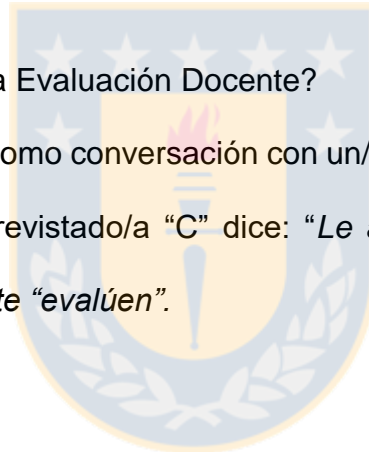 a Evaluación Docente?
omo conversación con un/
revistado/a “C” dice: “Le
te “evalúen”.